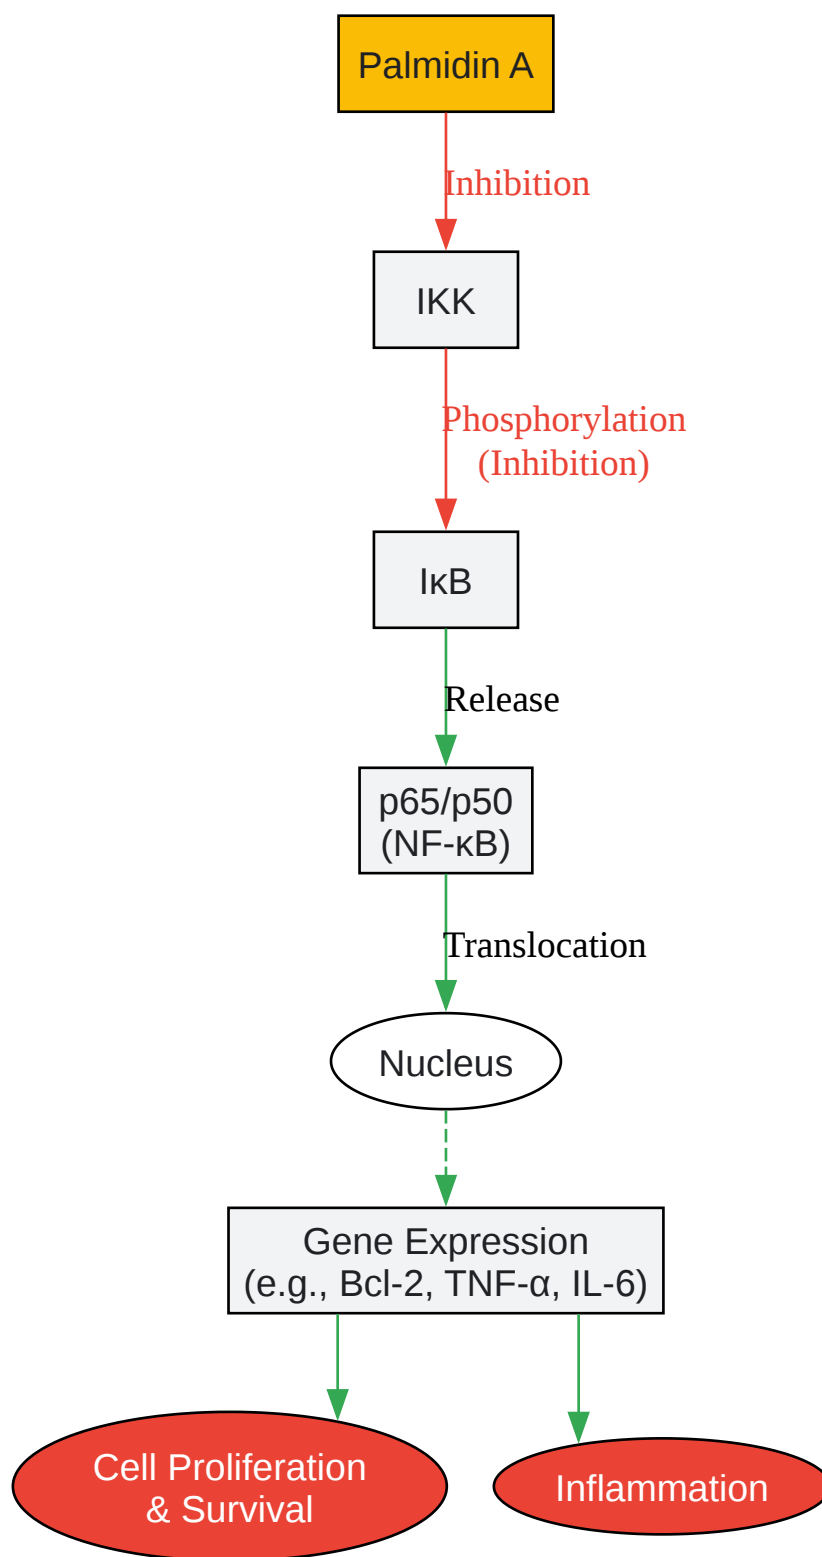 Palmidin A
Inhibition
IKK
Phosphorylation
(Inhibition)
IκB
Release
p65/p50
(NF-κB)
Translocation
Nucleus
Gene Expression
(e.g., Bcl-2, TNF-α, IL-6)
Cell Proliferation
& Survival
Inflammation